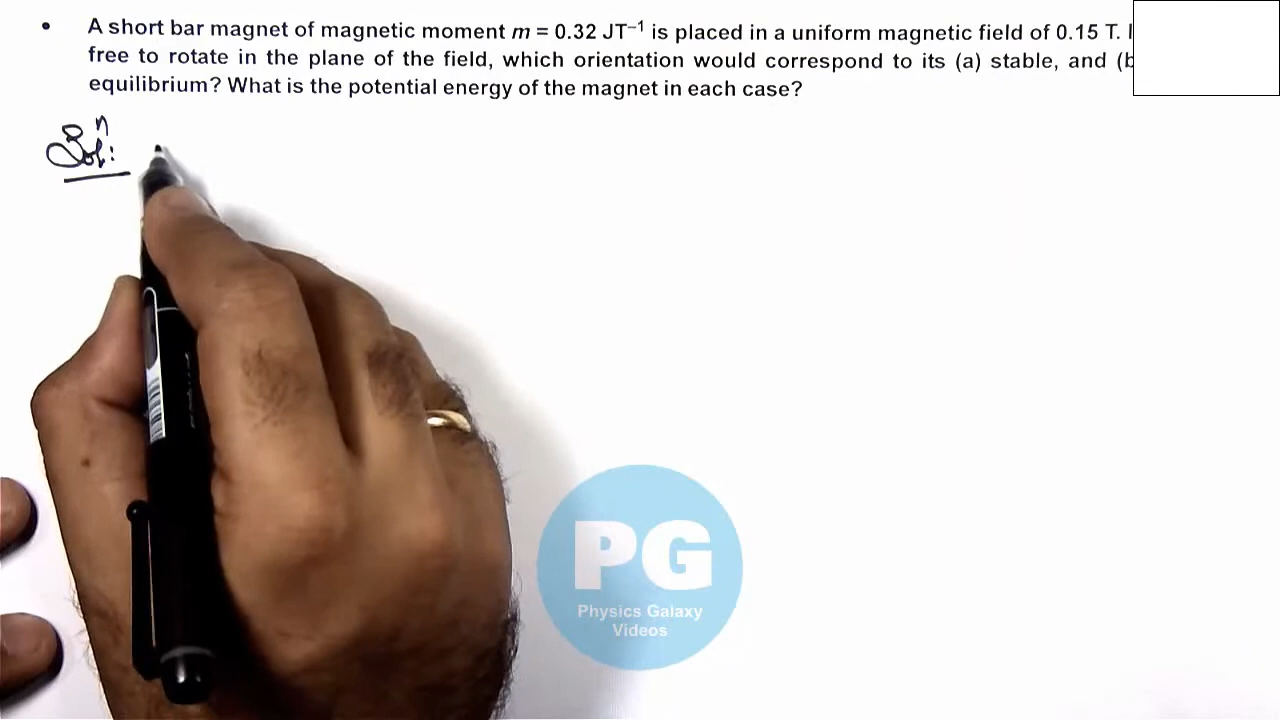 • A short bar magnet of magnetic moment m = 0.32 JT⁻¹ is placed in a uniform magnetic field of 0.15 T.
free to rotate in the plane of the field, which orientation would correspond to its (a) stable, and
equilibrium? What is the potential energy of the magnet in each case?
Solⁿ:
PG
Physics Galaxy
Videos